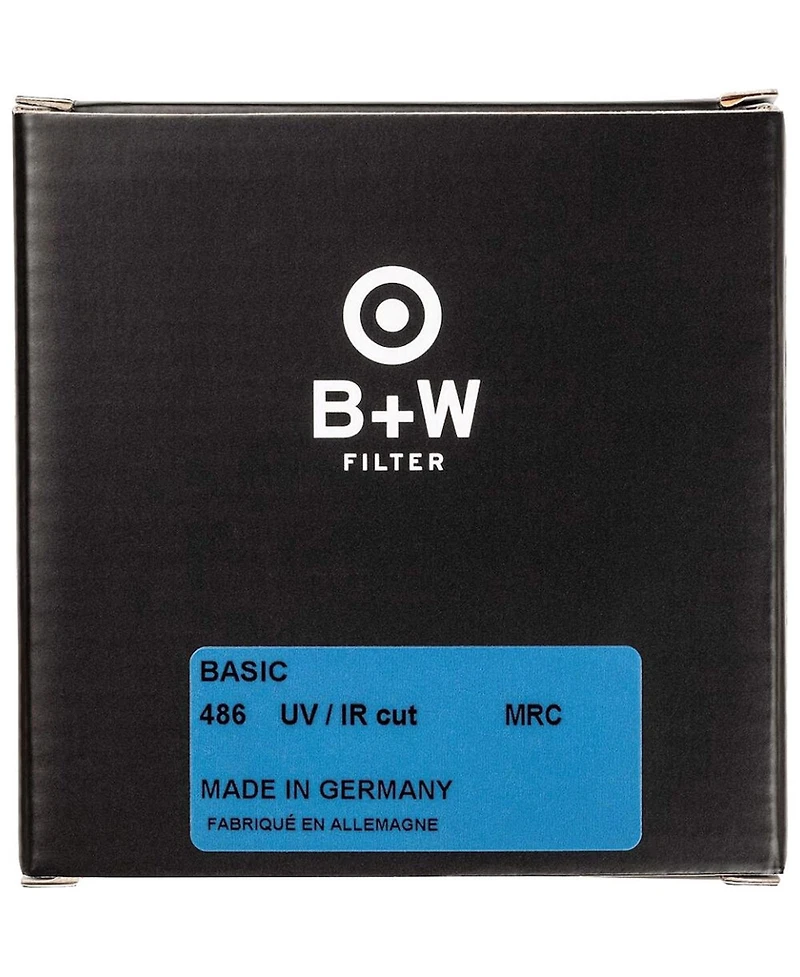 B+W
FILTER
BASIC
486 UV / IR cut MRC
MADE IN GERMANY
FABRIQUÉ EN ALLEMAGNE